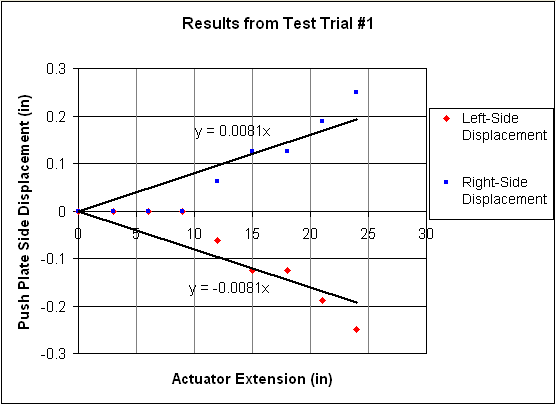 Results from Test Trial #1
Push Plate Side Displacement (in)
0.3
0.2
0.1
0
-0.1
-0.2
-0.3
0
5
10
15
20
25
30
y = 0.0081x
y = -0.0081x
Actuator Extension (in)
Left-Side
Displacement
Right-Side
Displacement